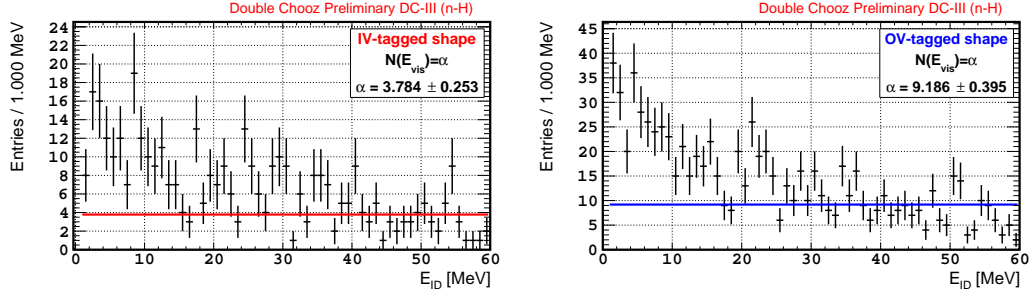 Double Chooz Preliminary DC-III (n-H)
Entries / 1.000 MeV
24
22
20
18
16
14
12
10
8
6
4
2
0
IV-tagged shape
N(E_vis)=α
α = 3.784 ± 0.253
0 10 20 30 40 50 60
E_ID [MeV]
Double Chooz Preliminary DC-III (n-H)
Entries / 1.000 MeV
45
40
35
30
25
20
15
10
5
0
OV-tagged shape
N(E_vis)=α
α = 9.186 ± 0.395
0 10 20 30 40 50 60
E_ID [MeV]